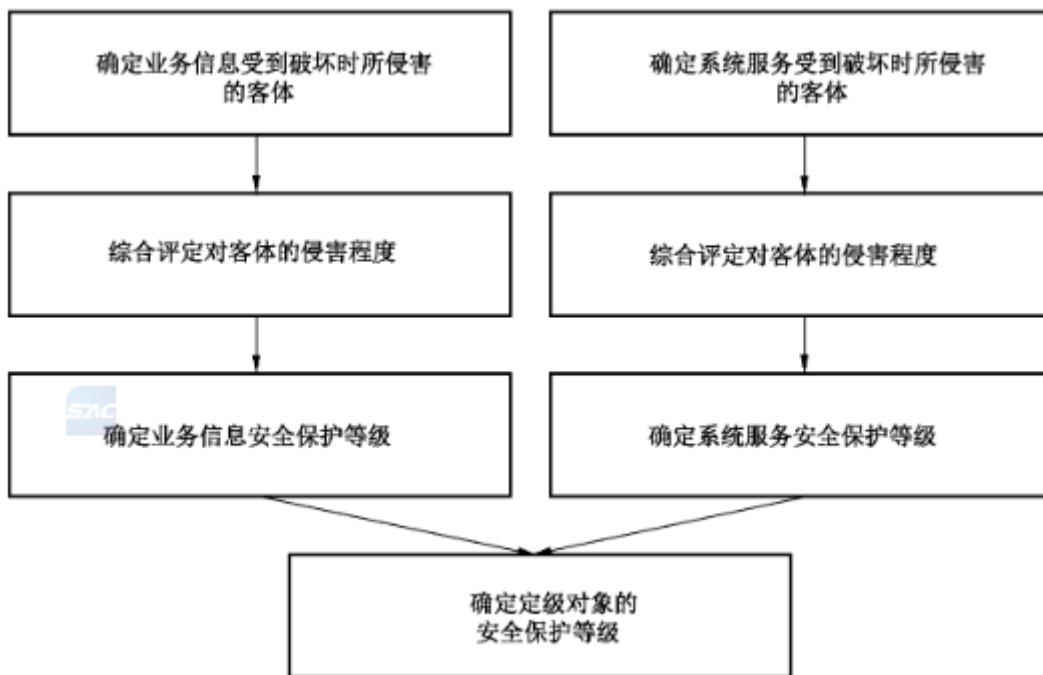 确定业务信息受到破坏时所侵害
的客体
确定系统服务受到破坏时所侵害
的客体
综合评定对客体的侵害程度
综合评定对客体的侵害程度
SAC
确定业务信息安全保护等级
确定系统服务安全保护等级
确定定级对象的
安全保护等级